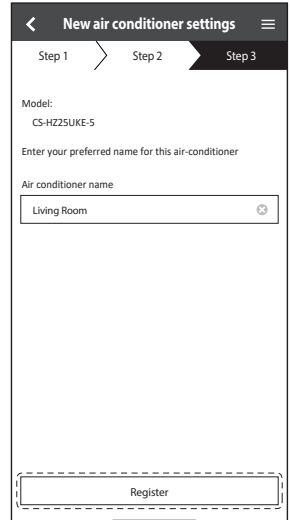 New air conditioner settings
Step 1 Step 2 Step 3
Model:
CS-HZ25UKE-5
Enter your preferred name for this air-conditioner
Air conditioner name
Living Room
Register